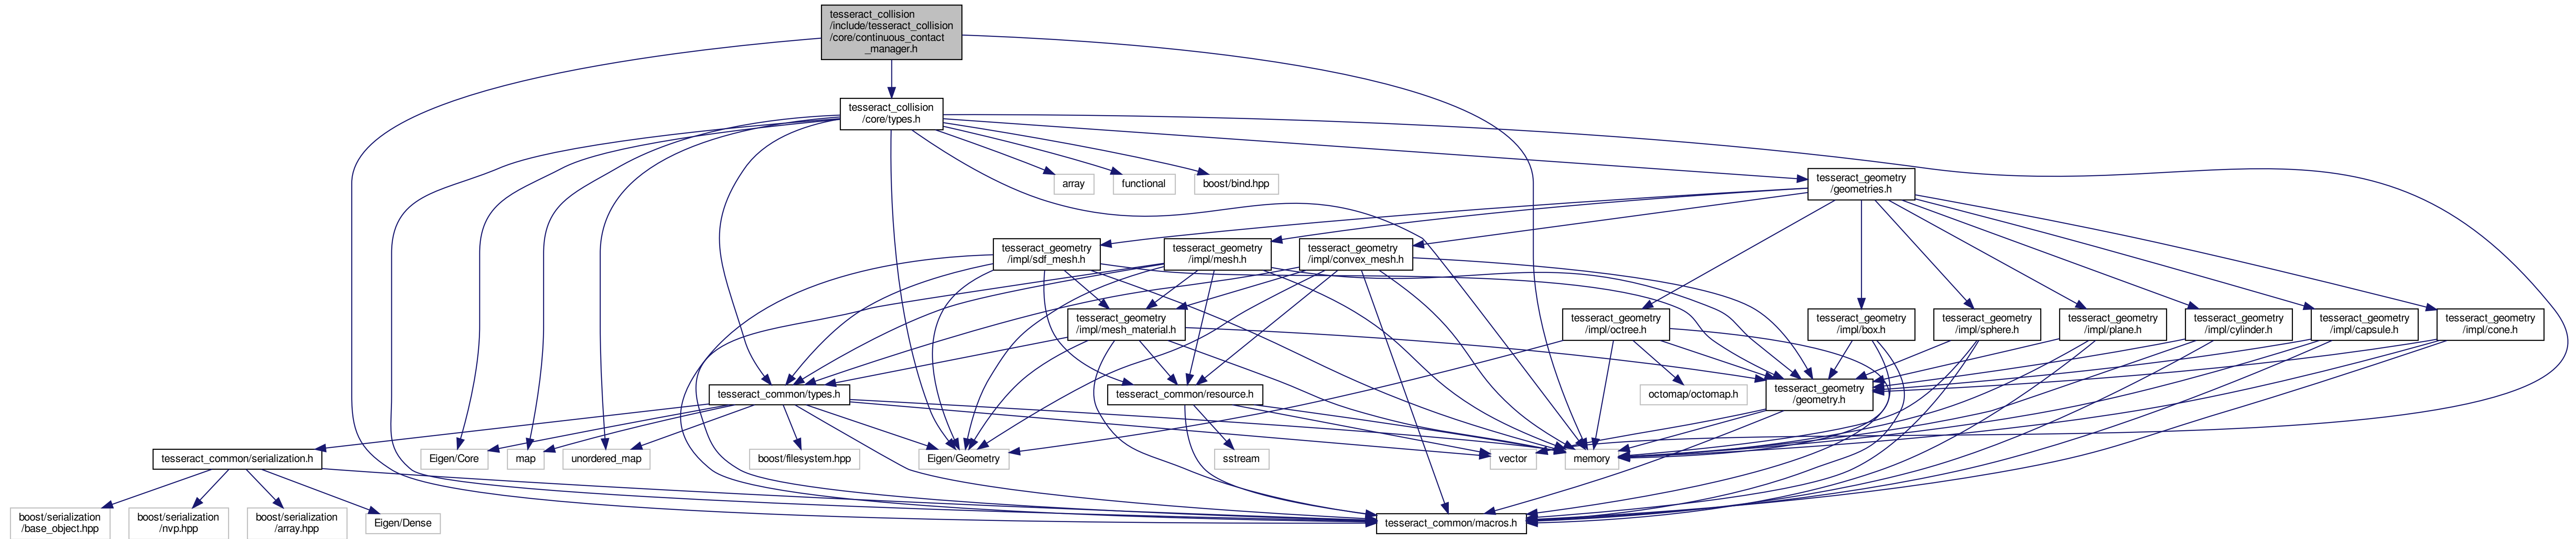 tesseract_collision
/include/tesseract_collision
/core/continuous_contact
_manager.h
tesseract_collision
/core/types.h
array
functional
boost/bind.hpp
tesseract_geometry
/geometries.h
tesseract_geometry
/impl/sdf_mesh.h
tesseract_geometry
/impl/mesh.h
tesseract_geometry
/impl/convex_mesh.h
tesseract_geometry
/impl/mesh_material.h
tesseract_geometry
/impl/octree.h
tesseract_geometry
/impl/box.h
tesseract_geometry
/impl/sphere.h
tesseract_geometry
/impl/plane.h
tesseract_geometry
/impl/cylinder.h
tesseract_geometry
/impl/capsule.h
tesseract_geometry
/impl/cone.h
tesseract_common/types.h
tesseract_common/resource.h
octomap/octomap.h
tesseract_geometry
/geometry.h
tesseract_common/serialization.h
Eigen/Core
map
unordered_map
boost/filesystem.hpp
Eigen/Geometry
sstream
vector
memory
boost/serialization
/base_object.hpp
boost/serialization
/nvp.hpp
boost/serialization
/array.hpp
Eigen/Dense
tesseract_common/macros.h